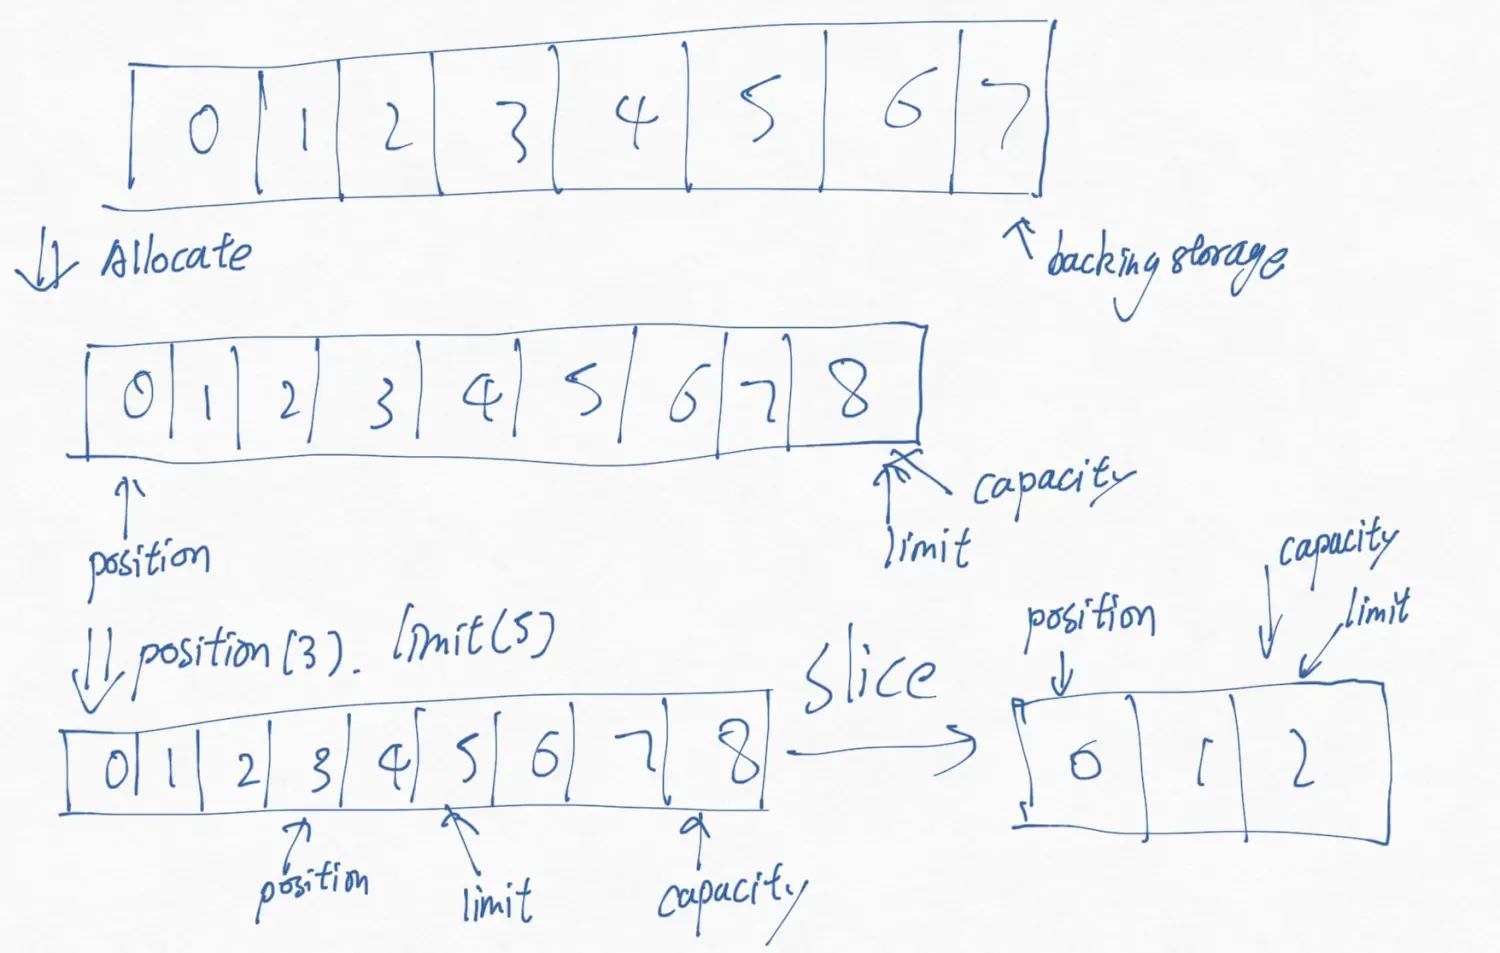 0 1 2 3 4 5 6 7
Allocate
backing storage
0 1 2 3 4 5 6 7 8
position
capacity
limit
position(3). limit(5)
0 1 2 3 4 5 6 7 8
position
limit
capacity
slice
position
capacity
limit
0 1 2